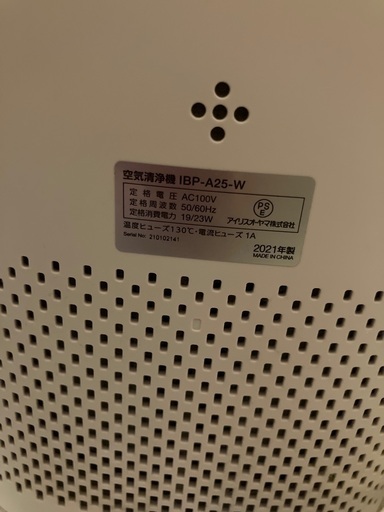 空気清浄機 IBP-A25-W
定格電圧 AC100V
定格周波数 50/60Hz
定格消費電力 19/23W
PSE
アイリスオーヤマ株式会社
温度ヒューズ130℃・電流ヒューズ 1A
Serial No. 210102141
2021年製
MADE IN CHINA